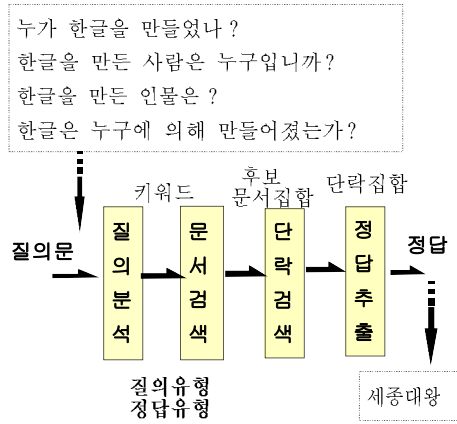 누가 한글을 만들었나 ?
한글을 만든 사람은 누구입니까?
한글을 만든 인물은 ?
한글은 누구에 의해 만들어졌는가?
키워드
후보
문서집합
단락집합
질의문
질의분석
문서검색
단락검색
정답추출
정답
질의유형
정답유형
세종대왕